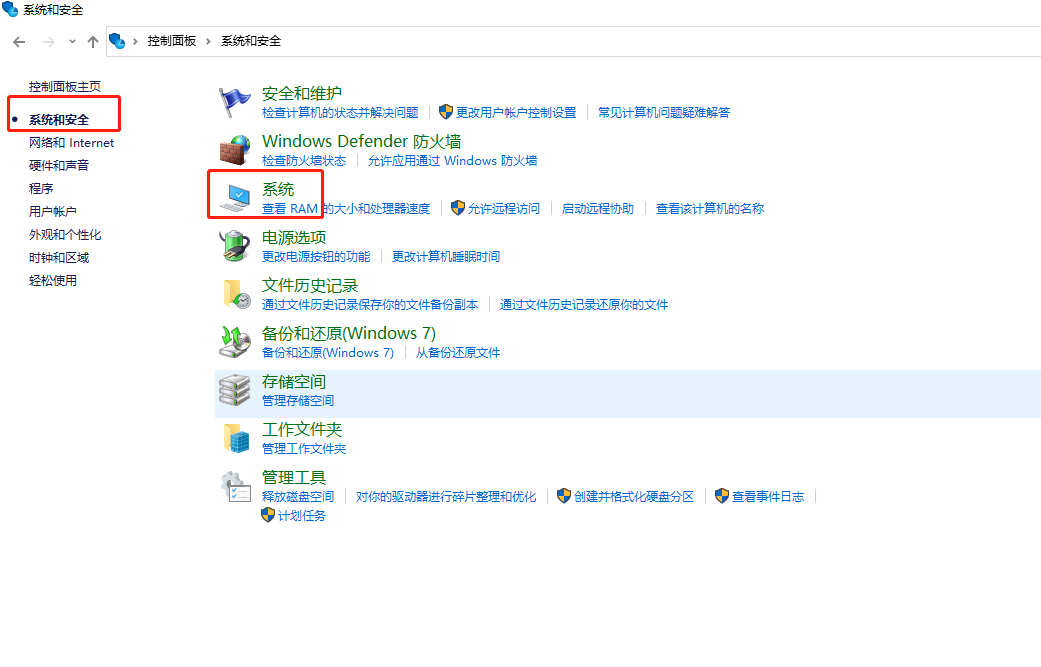 系统和安全
控制面板 系统和安全
控制面板主页
系统和安全
网络和 Internet
硬件和声音
程序
用户帐户
外观和个性化
时钟和区域
轻松使用
安全和维护
检查计算机的状态并解决问题 更改用户帐户控制设置 常见计算机问题疑难解答
Windows Defender 防火墙
检查防火墙状态 允许应用通过 Windows 防火墙
系统
查看 RAM 的大小和处理器速度 允许远程访问 启动远程协助 查看该计算机的名称
电源选项
更改电源按钮的功能 更改计算机睡眠时间
文件历史记录
通过文件历史记录保存你的文件备份副本 通过文件历史记录还原你的文件
备份和还原(Windows 7)
备份和还原(Windows 7) 从备份还原文件
存储空间
管理存储空间
工作文件夹
管理工作文件夹
管理工具
释放磁盘空间 对你的驱动器进行碎片整理和优化 创建并格式化硬盘分区 查看事件日志
计划任务